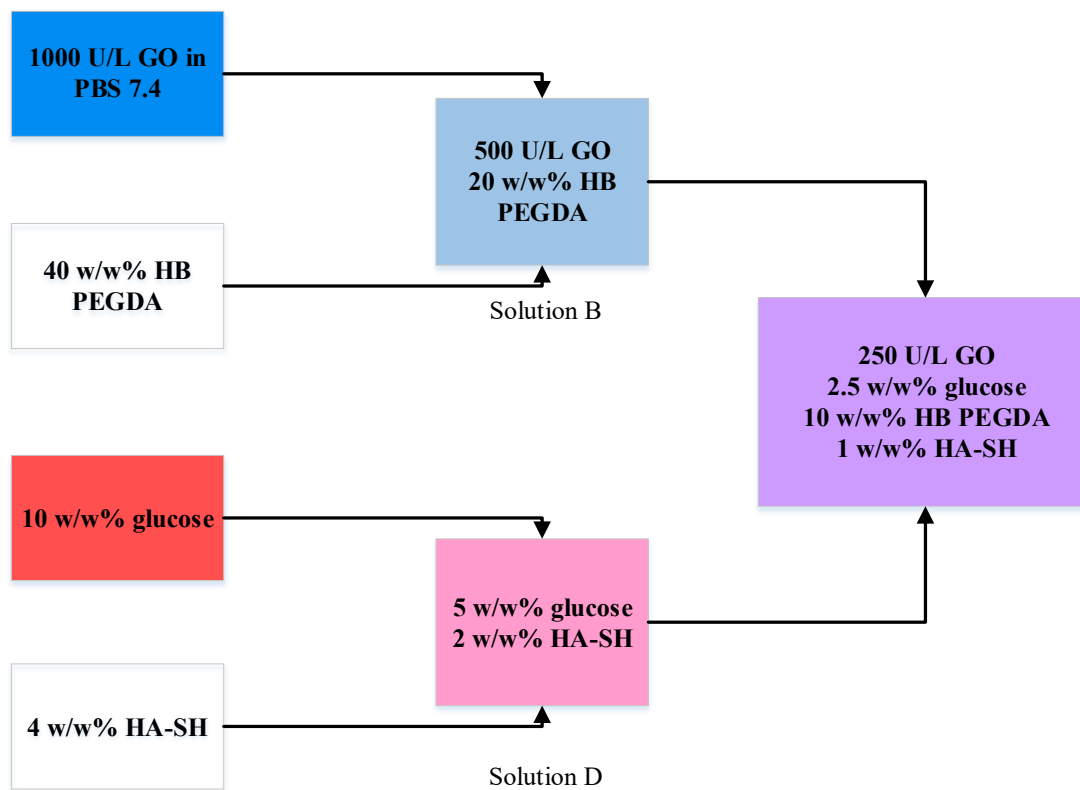 1000 U/L GO in
PBS 7.4
500 U/L GO
20 w/w% HB
PEGDA
40 w/w% HB
PEGDA
Solution B
250 U/L GO
2.5 w/w% glucose
10 w/w% HB PEGDA
1 w/w% HA-SH
10 w/w% glucose
5 w/w% glucose
2 w/w% HA-SH
4 w/w% HA-SH
Solution D